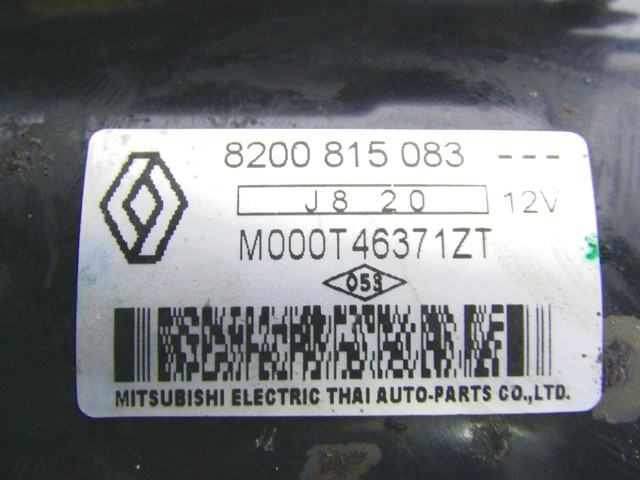 8200 815 083 ---
J8 20 12V
M000T46371ZT
053
MITSUBISHI ELECTRIC THAI AUTO-PARTS CO.,LTD.